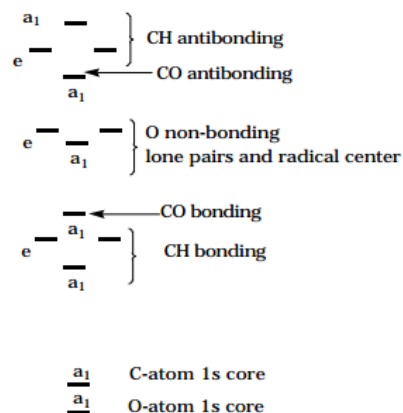 a₁
CH antibonding
e
CO antibonding
a₁
e
a₁
O non-bonding
lone pairs and radical center
CO bonding
a₁
e
CH bonding
a₁
a₁ C-atom 1s core
a₁ O-atom 1s core